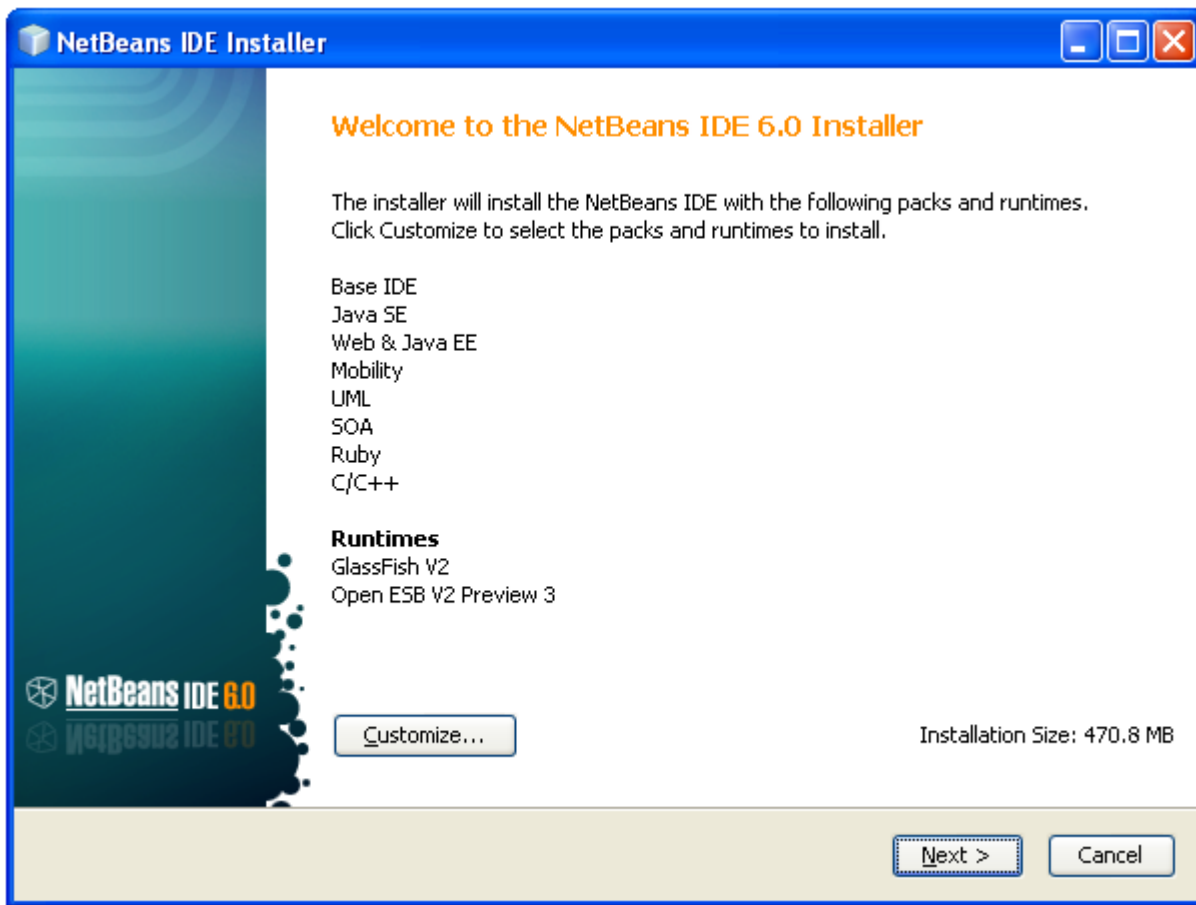 NetBeans IDE Installer
Welcome to the NetBeans IDE 6.0 Installer
The installer will install the NetBeans IDE with the following packs and runtimes.
Click Customize to select the packs and runtimes to install.
Base IDE
Java SE
Web & Java EE
Mobility
UML
SOA
Ruby
C/C++
Runtimes
GlassFish V2
Open ESB V2 Preview 3
NetBeans IDE 6.0
Customize...
Installation Size: 470.8 MB
Next >
Cancel